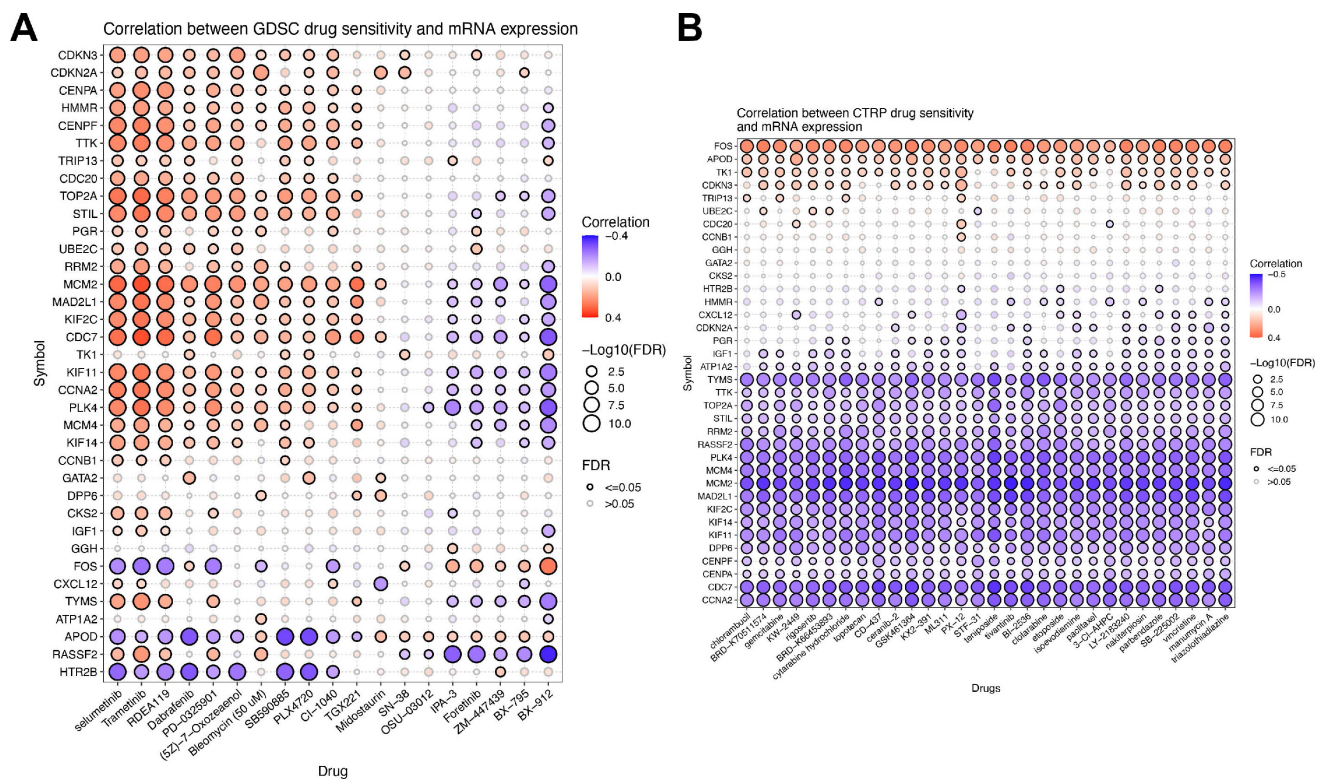 A
Correlation between GDSC drug sensitivity and mRNA expression
CDKN3
CDKN2A
CENPA
HMMR
CENPF
TTK
TRIP13
CDC20
TOP2A
STIL
PGR
UBE2C
RRM2
MCM2
MAD2L1
KIF2C
CDC7
TK1
KIF11
CCNA2
PLK4
MCM4
KIF14
CCNB1
GATA2
DPP6
CKS2
IGF1
GGH
FOS
CXCL12
TYMS
ATP1A2
APOD
RASSF2
HTR2B
Symbol
selumetinib
Trametinib
RDEA119
Dabrafenib
PD-0325901
(5Z)-7-Oxozeaenol
Bleomycin (50 uM)
SB590885
PLX4720
CI-1040
TGX221
Midostaurin
SN-38
OSU-03012
IPA-3
Foretinib
ZM-447439
BX-795
BX-912
Drug
Correlation
-0.4
0.0
0.4
-Log10(FDR)
2.5
5.0
7.5
10.0
FDR
<=0.05
>0.05
B
Correlation between CTRP drug sensitivity
and mRNA expression
FOS
APOD
TK1
CDKN3
TRIP13
UBE2C
CDC20
CCNB1
GGH
GATA2
CKS2
HTR2B
HMMR
CXCL12
CDKN2A
PGR
IGF1
ATP1A2
TYMS
TTK
TOP2A
STIL
RRM2
RASSF2
PLK4
MCM4
MCM2
MAD2L1
KIF2C
KIF14
KIF11
DPP6
CENPF
CENPA
CDC7
CCNA2
Symbol
chlorambucil
BRD-K70511574
gemcitabine
KW-2449
rigosertib
BRD-K66453893
cytarabine hydrochloride
topotecan
CD-437
ceranib-2
GSK461364
KX2-391
ML311
PX-12
STF-31
teniposide
tivantinib
BI-2536
clofarabine
etoposide
isoevodiamine
paclitaxel
3-Cl-AHPC
LY-2183240
nakiterpiosin
parbendazole
SB-225002
vincristine
manumycin A
triazolothiadiazine
Drugs
Correlation
-0.5
0.0
0.4
-Log10(FDR)
2.5
5.0
7.5
10.0
FDR
<=0.05
>0.05